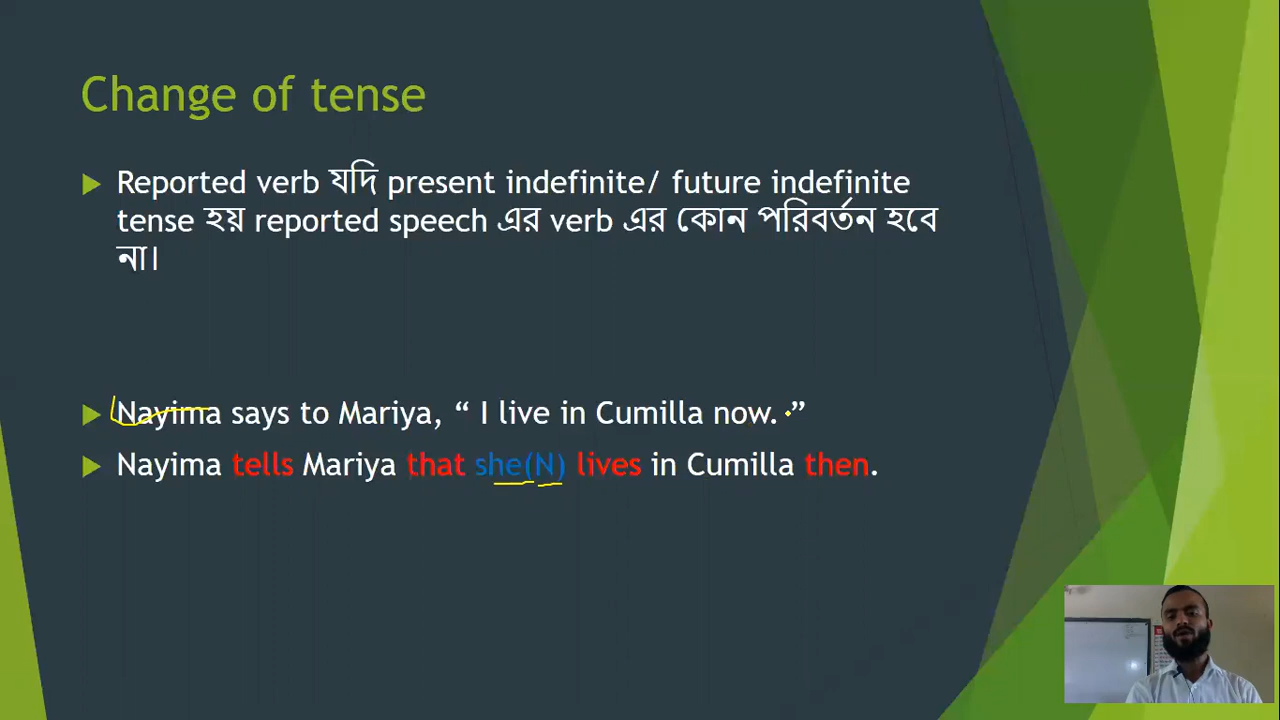 Change of tense
Reported verb যদি present indefinite/ future indefinite
tense হয় reported speech এর verb এর কোন পরিবর্তন হবে
না।
Nayima says to Mariya, “ I live in Cumilla now. ”
Nayima tells Mariya that she(N) lives in Cumilla then.